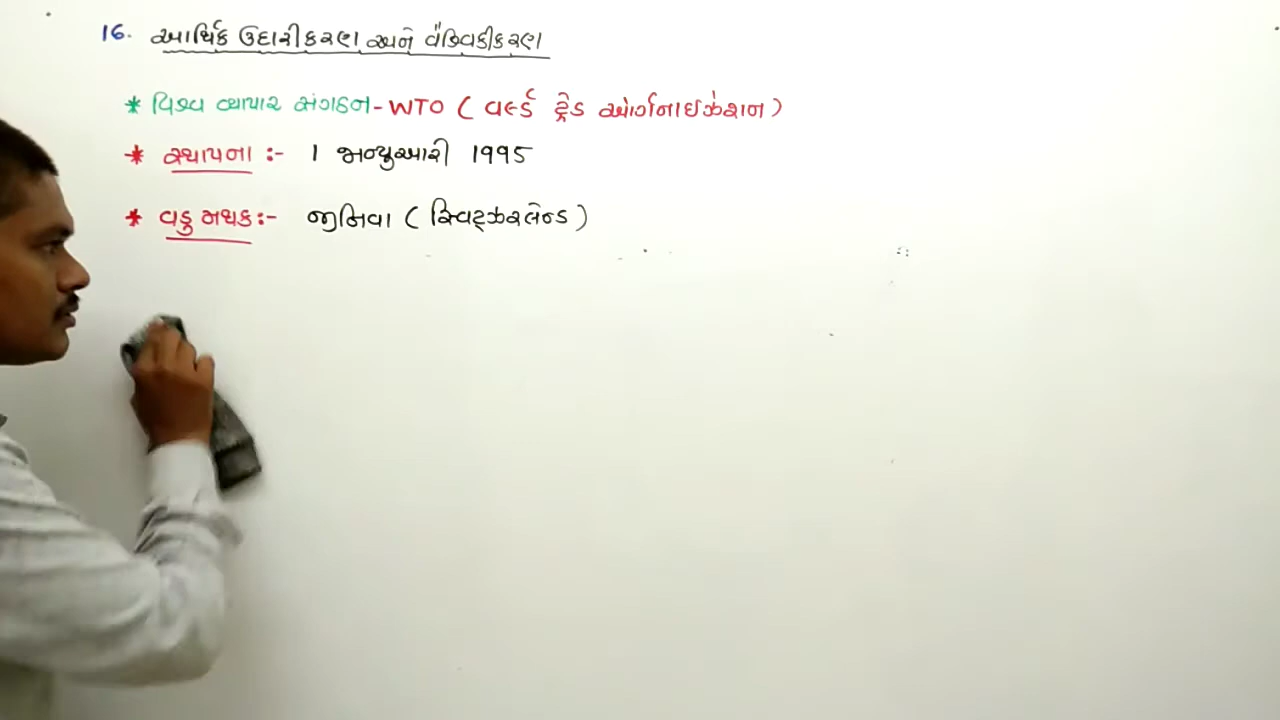 16. આર્થિક ઉદારીકરણ અને વૈશ્વિકીકરણ
* વિશ્વ વ્યાપાર સંગઠન - WTO ( વર્લ્ડ ટ્રેડ ઓર્ગેનાઇઝેશન )
* સ્થાપના :- 1 જાન્યુઆરી 1995
* વડુ મથક :- જીનિવા ( સ્વિટ્ઝરલેન્ડ )